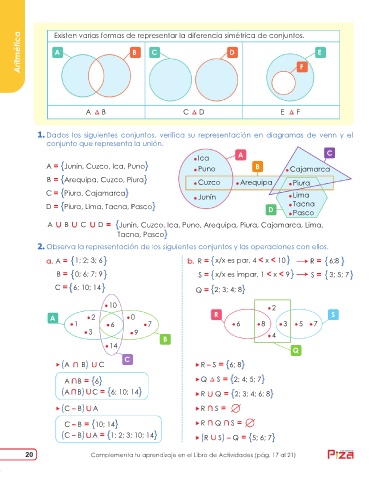 Aritmética
Existen varias formas de representar la diferencia simétrica de conjuntos.
A B C D E
F
A △ B C △ D E △ F
1. Dados los siguientes conjuntos, verifica su representación en diagramas de venn y el
conjunto que representa la unión.
A = {Junín, Cuzco, Ica, Puno}
B = {Arequipa, Cuzco, Piura}
C = {Piura, Cajamarca}
D = {Piura, Lima, Tacna, Pasco}
A
C
•Ica
B
•Puno •Cajamarca
•Cuzco •Arequipa •Piura
•Junín •Lima
•Tacna
D
•Pasco
A U B U C U D = {Junín, Cuzco, Ica, Puno, Arequipa, Piura, Cajamarca, Lima,
Tacna, Pasco}
2. Observa la representación de los siguientes conjuntos y las operaciones con ellos.
a. A = {1; 2; 3; 6}
B = {0; 6; 7; 9}
C = {6; 10; 14}
•10
A •2 •0
•1 •6 •7
•3 •9
B
•14
C
▸(A ∩ B) U C
A ∩ B = {6}
(A ∩ B) U C = {6; 10; 14}
▸(C – B) U A
C – B = {10; 14}
(C – B) U A = {1; 2; 3; 10; 14}
b. R = {x/x es par, 4 < x < 10} → R = {6;8}
S = {x/x es impar, 1 < x < 9} → S = {3; 5; 7}
Q = {2; 3; 4; 8}
•2
R S
•6 •8 •3 •5 •7
•4
Q
▸R – S = {6; 8}
▸Q △ S = {2; 4; 5; 7}
▸R U Q = {2; 3; 4; 6; 8}
▸R ∩ S = ∅
▸R ∩ Q ∩ S = ∅
▸(R U S) – Q = {5; 6; 7}
20 Complementa tu aprendizaje en el Libro de Actividades (pág. 17 al 21) Piza